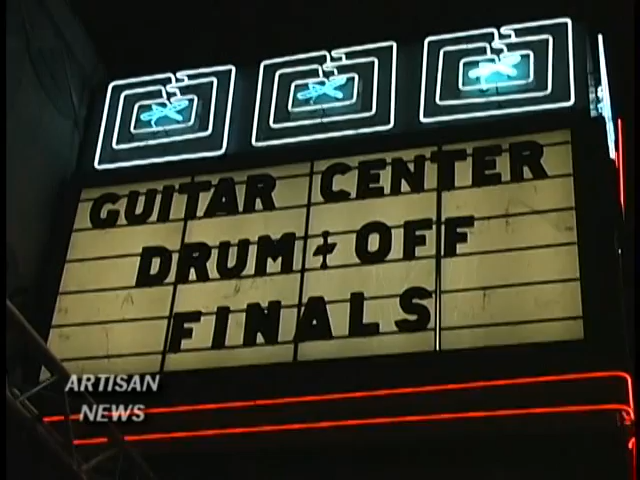 GUITAR CENTER
DRUM-OFF
FINALS
ARTISAN
NEWS